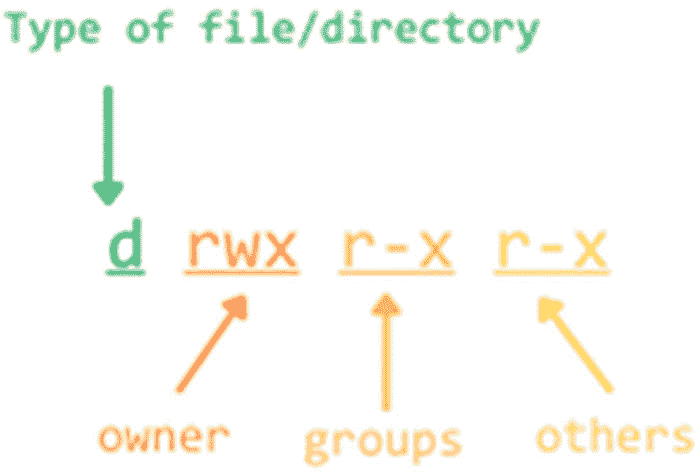 Type of file/directory
d rwx r-x r-x
owner groups others